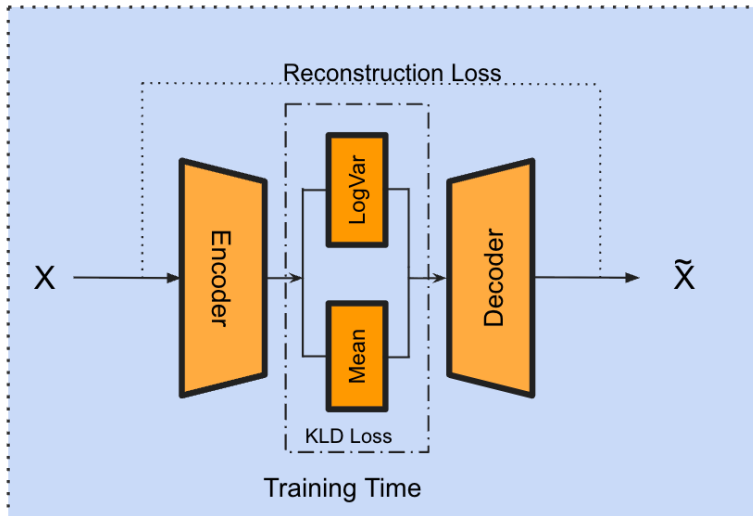 Reconstruction Loss
X
Encoder
LogVar
Mean
KLD Loss
Decoder
X̃
Training Time